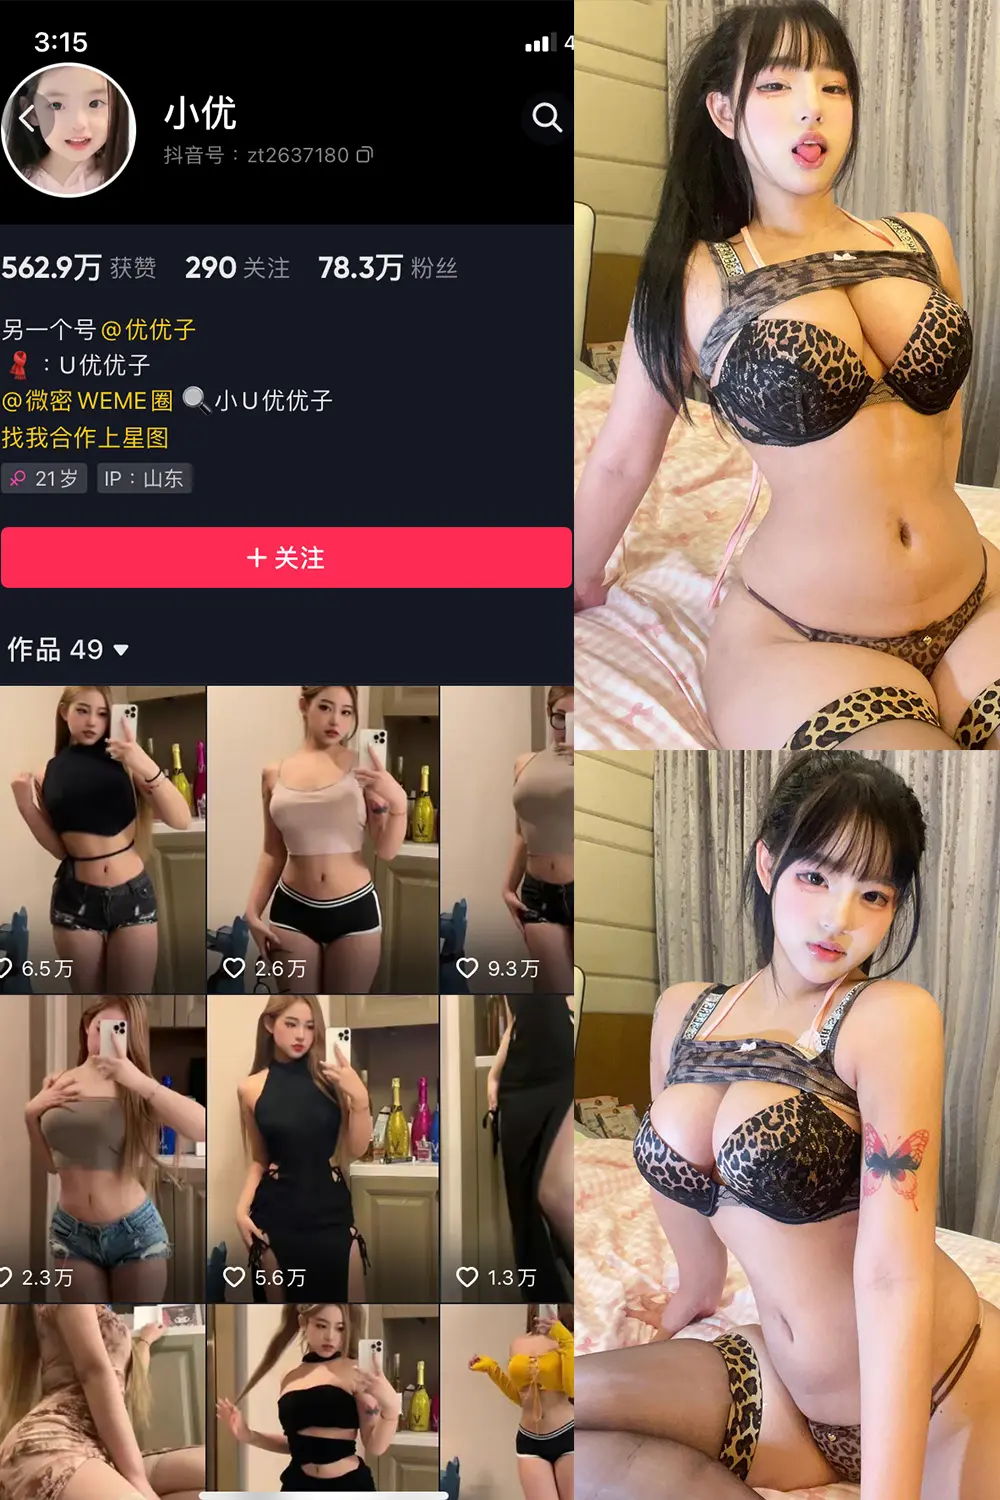 3:15
4
小优
抖音号：zt2637180
562.9万 获赞 290 关注 78.3万 粉丝
另一个号@优优子
：U优优子
@微密WEME圈 小U优优子
找我合作上星图
21岁 IP：山东
+ 关注
作品 49
6.5万 2.6万 9.3万
2.3万 5.6万 1.3万